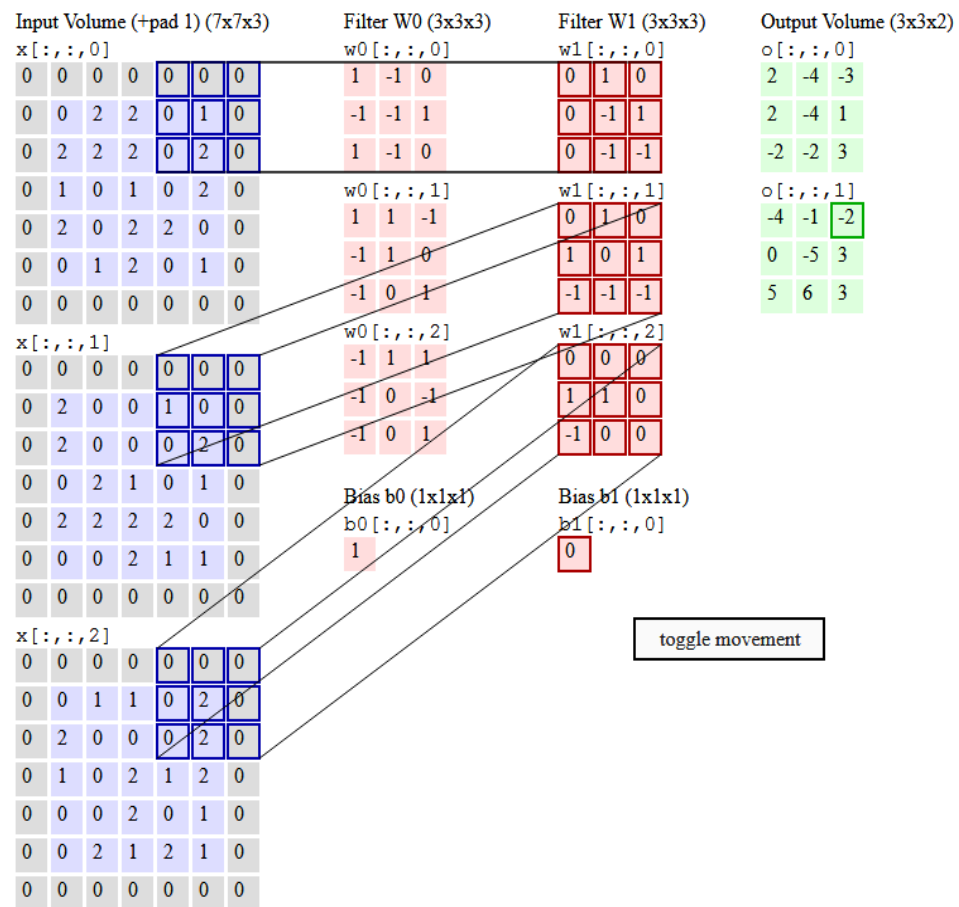 Input Volume (+pad 1) (7x7x3)
x[:,:,0]
0 0 0 0 0 0 0
0 0 2 2 0 1 0
0 2 2 2 0 2 0
0 1 0 1 0 2 0
0 2 0 2 2 0 0
0 0 1 2 0 1 0
0 0 0 0 0 0 0
x[:,:,1]
0 0 0 0 0 0 0
0 2 0 0 1 0 0
0 2 0 0 0 2 0
0 0 2 1 0 1 0
0 2 2 2 2 0 0
0 0 0 2 1 1 0
0 0 0 0 0 0 0
x[:,:,2]
0 0 0 0 0 0 0
0 0 1 1 0 2 0
0 2 0 0 0 2 0
0 1 0 2 1 2 0
0 0 0 2 0 1 0
0 0 2 1 2 1 0
0 0 0 0 0 0 0
Filter W0 (3x3x3)
w0[:,:,0]
1 -1 0
-1 -1 1
1 -1 0
w0[:,:,1]
1 1 -1
-1 1 0
-1 0 1
w0[:,:,2]
-1 1 1
-1 0 -1
-1 0 1
Bias b0 (1x1x1)
b0[:,:,0]
1
Filter W1 (3x3x3)
w1[:,:,0]
0 1 0
0 -1 1
0 -1 -1
w1[:,:,1]
0 1 0
1 0 1
-1 -1 -1
w1[:,:,2]
0 0 0
1 1 0
-1 0 0
Bias b1 (1x1x1)
b1[:,:,0]
0
Output Volume (3x3x2)
o[:,:,0]
2 -4 -3
2 -4 1
-2 -2 3
o[:,:,1]
-4 -1 -2
0 -5 3
5 6 3
toggle movement